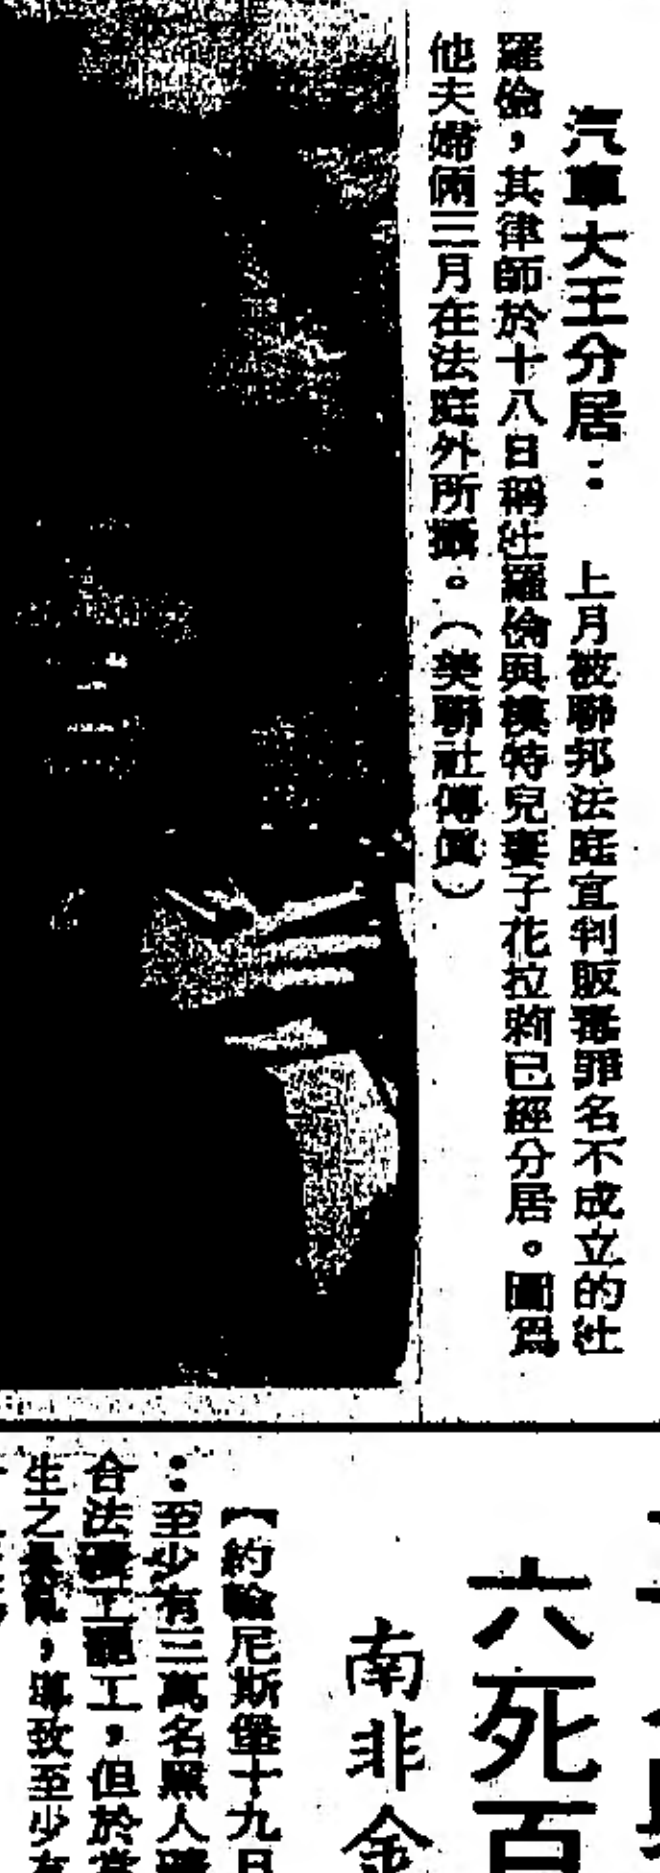 汽車大王分居： 上月被聯邦法庭宣判販毒罪名不成立的杜
羅倫，其律師於十八日稱杜羅倫與模特兒妻子花拉莉已經分居。圖爲
他夫婦倆三月在法庭外所攝。（美聯社傳眞）
六死百
南非金
【約翰尼斯堡十九日
：至少有三萬名黑人礦
合法礦工罷工，但於當
生之暴亂，導致至少有